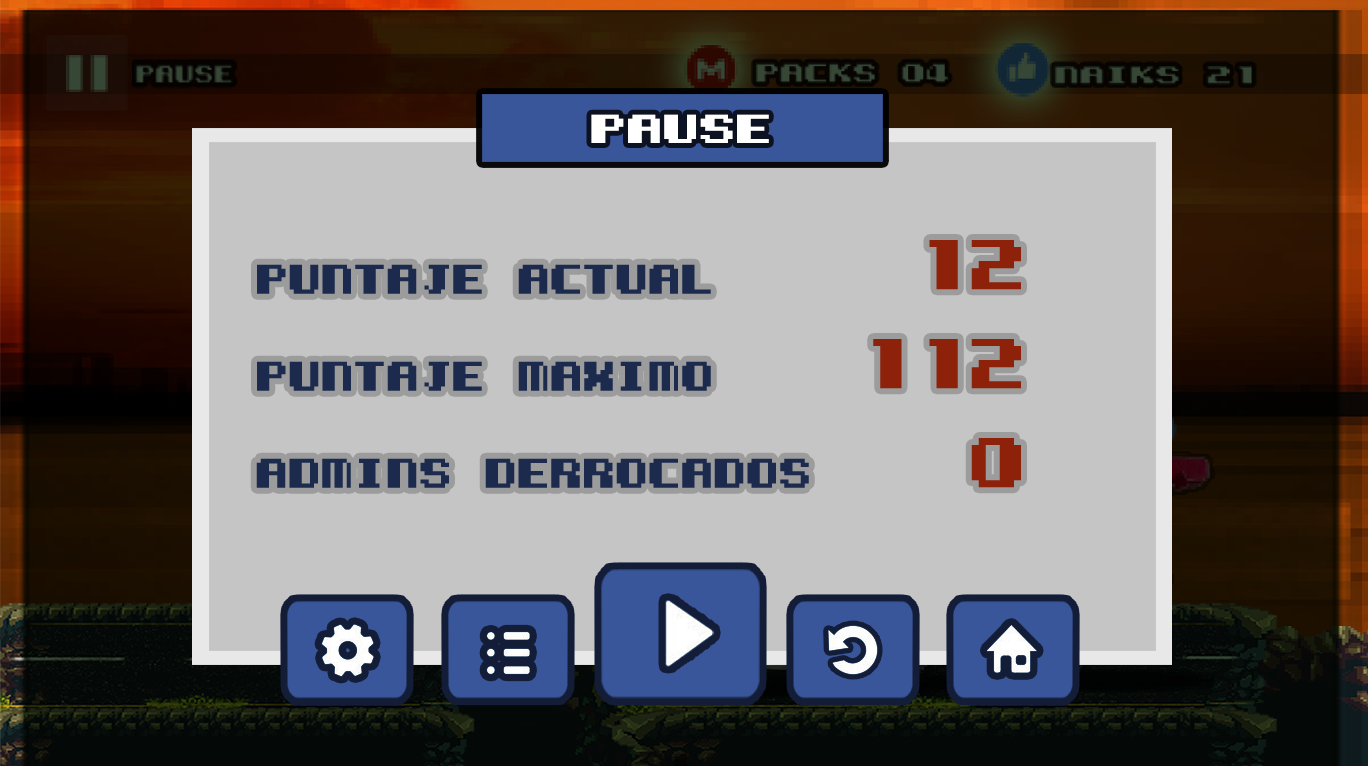 PAUSE
M PACKS 04
NAIKS 21
PAUSE
PUNTAJE ACTUAL 12
PUNTAJE MAXIMO 112
ADMINS DERROCADOS 0